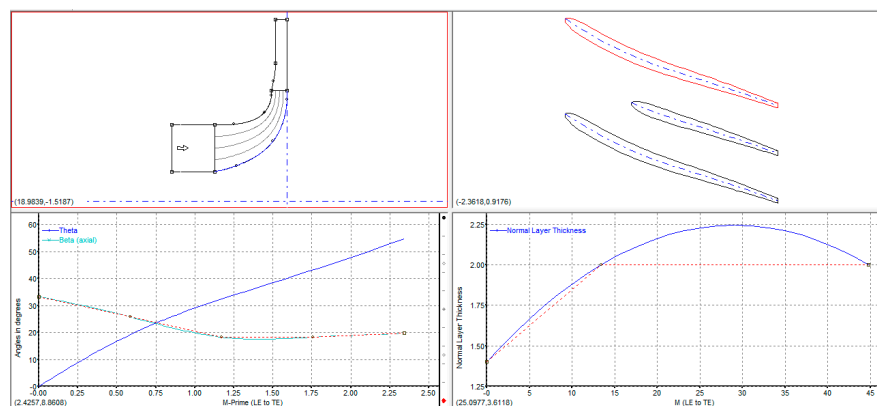 (18.9839,-1.5187)
(-2.3618,0.9176)
Theta
Beta (axial)
Angles in degrees
60
50
40
30
20
10
-0
0.00 0.25 0.50 0.75 1.00 1.25 1.50 1.75 2.00 2.25 2.50
(2.4257,8.8608)
M-Prime (LE to TE)
Normal Layer Thickness
Normal Layer Thickness
2.25
2.00
1.75
1.50
1.25
-0 5 10 15 20 25 30 35 40 45
(25.0977,3.6118)
M (LE to TE)